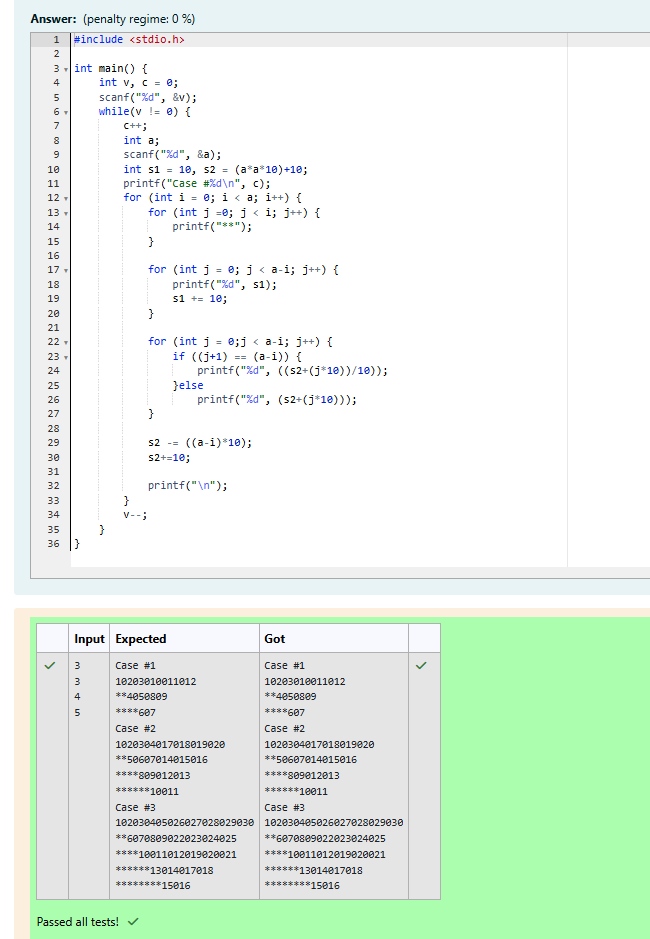 Answer: (penalty regime: 0 %)
1 #include <stdio.h>
2
3 int main() {
4     int v, c = 0;
5     scanf("%d", &v);
6     while(v != 0) {
7         c++;
8         int a;
9         scanf("%d", &a);
10         int s1 = 10, s2 = (a*a*10)+10;
11         printf("Case #%d\n", c);
12         for (int i = 0; i < a; i++) {
13             for (int j =0; j < i; j++) {
14                 printf("**");
15             }
16
17             for (int j = 0; j < a-i; j++) {
18                 printf("%d", s1);
19                 s1 += 10;
20             }
21
22             for (int j = 0;j < a-i; j++) {
23                 if ((j+1) == (a-i)) {
24                     printf("%d", ((s2+(j*10))/10));
25                 }else
26                     printf("%d", (s2+(j*10)));
27             }
28
29             s2 -= ((a-i)*10);
30             s2+=10;
31
32             printf("\n");
33         }
34         v--;
35     }
36 }
Input Expected Got
3 Case #1 Case #1
3 10203010011012 10203010011012
4 **4050809 **4050809
5 ****607 ****607
Case #2 Case #2
1020304017018019020 1020304017018019020
**50607014015016 **50607014015016
****809012013 ****809012013
******10011 ******10011
Case #3 Case #3
102030405026027028029030 102030405026027028029030
**6070809022023024025 **6070809022023024025
****10011012019020021 ****10011012019020021
******13014017018 ******13014017018
********15016 ********15016
Passed all tests!